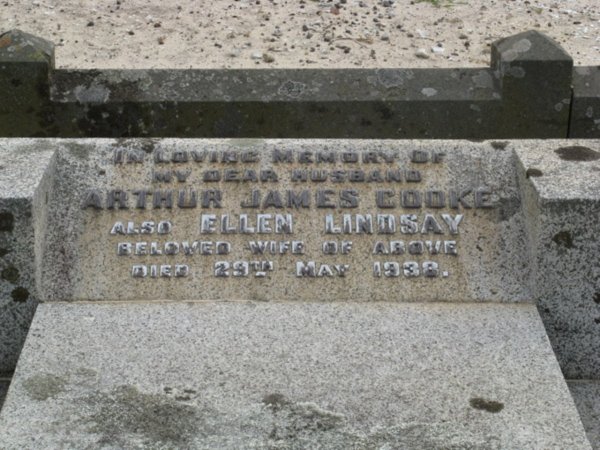 IN LOVING MEMORY OF
MY DEAR HUSBAND
ARTHUR JAMES COOKE
ALSO ELLEN LINDSAY
BELOVED WIFE OF ABOVE
DIED 29TH MAY 1938.